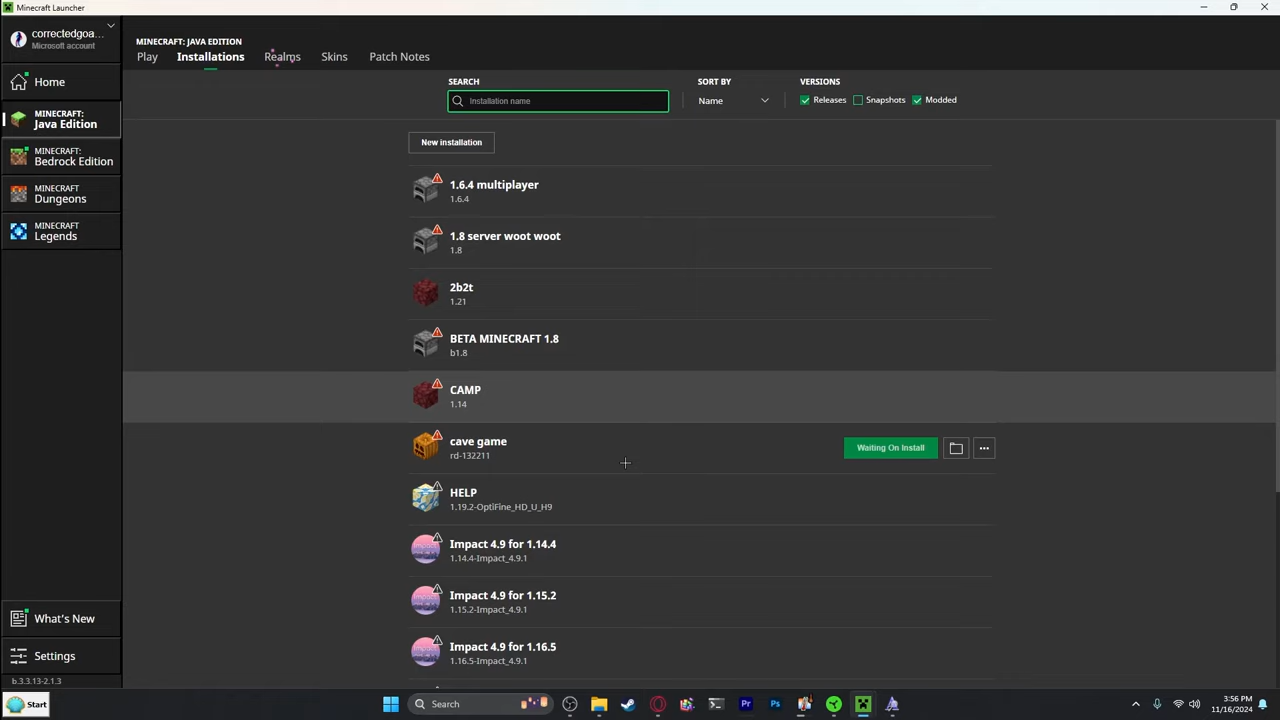 Minecraft Launcher
correctedgoa...
Microsoft account
Home
MINECRAFT:
Java Edition
MINECRAFT:
Bedrock Edition
MINECRAFT
Dungeons
MINECRAFT
Legends
What's New
Settings
b.3.3.13-2.1.3
MINECRAFT: JAVA EDITION
Play Installations Realms Skins Patch Notes
SEARCH SORT BY VERSIONS
Installation name Name Releases Snapshots Modded
New installation
1.6.4 multiplayer
1.6.4
1.8 server woot woot
1.8
2b2t
1.21
BETA MINECRAFT 1.8
b1.8
CAMP
1.14
cave game
rd-132211
Waiting On Install
HELP
1.19.2-OptiFine_HD_U_H9
Impact 4.9 for 1.14.4
1.14.4-Impact_4.9.1
Impact 4.9 for 1.15.2
1.15.2-Impact_4.9.1
Impact 4.9 for 1.16.5
1.16.5-Impact_4.9.1
Start
Search
Pr
Ps
3:56 PM
11/16/2024